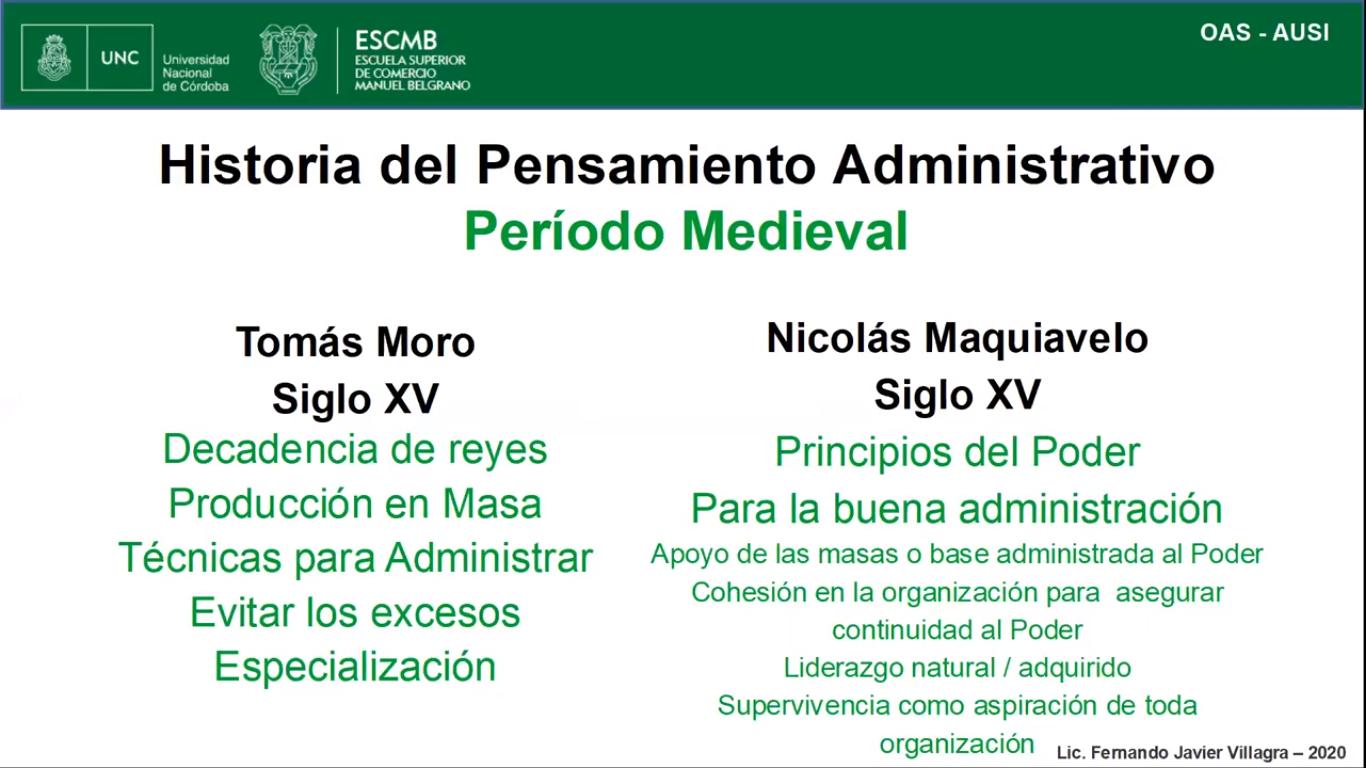 UNC
Universidad
Nacional
de Córdoba
ESCMB
ESCUELA SUPERIOR
DE COMERCIO
MANUEL BELGRANO
OAS - AUSI
Historia del Pensamiento Administrativo
Período Medieval
Tomás Moro
Siglo XV
Decadencia de reyes
Producción en Masa
Técnicas para Administrar
Evitar los excesos
Especialización
Nicolás Maquiavelo
Siglo XV
Principios del Poder
Para la buena administración
Apoyo de las masas o base administrada al Poder
Cohesión en la organización para asegurar
continuidad al Poder
Liderazgo natural / adquirido
Supervivencia como aspiración de toda
organización
Lic. Fernando Javier Villagra – 2020